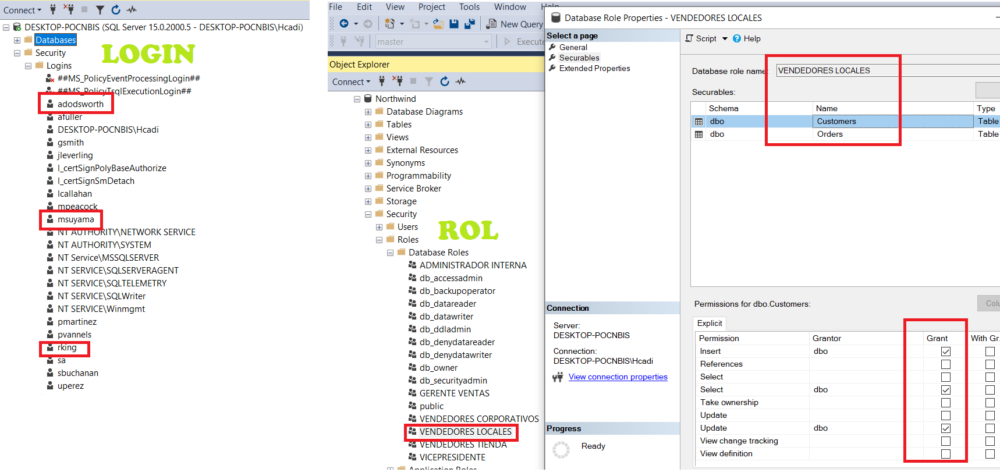 Connect
DESKTOP-POCNBIS (SQL Server 15.0.2000.5 - DESKTOP-POCNBIS\Hcadi)
Databases
Security
LOGIN
Logins
##MS_PolicyEventProcessingLogin##
##MS_PolicyTsqlExecutionLogin##
adodsworth
afuller
DESKTOP-POCNBIS\Hcadi
gsmith
jleverling
l_certSignPolyBaseAuthorize
l_certSignSmDetach
lcallahan
mpeacock
msuyama
NT AUTHORITY\NETWORK SERVICE
NT AUTHORITY\SYSTEM
NT Service\MSSQLSERVER
NT SERVICE\SQLSERVERAGENT
NT SERVICE\SQLTELEMETRY
NT SERVICE\SQLWriter
NT SERVICE\Winmgmt
pmartinez
pvannels
rking
sa
sbuchanan
uperez
File Edit View Project Tools Window Help
New Query
master
Execute
Object Explorer
Connect
Northwind
Database Diagrams
Tables
Views
External Resources
Synonyms
Programmability
Service Broker
Storage
Security
Users
ROL
Roles
Database Roles
ADMINISTRADOR INTERNA
db_accessadmin
db_backupoperator
db_datareader
db_datawriter
db_ddladmin
db_denydatareader
db_denydatawriter
db_owner
db_securityadmin
GERENTE VENTAS
public
VENDEDORES CORPORATIVOS
VENDEDORES LOCALES
VENDEDORES TIENDA
VICEPRESIDENTE
Application Roles
Database Role Properties - VENDEDORES LOCALES
Select a page
General
Securables
Extended Properties
Script Help
Database role name: VENDEDORES LOCALES
Securables:
Schema Name Type
dbo Customers Table
dbo Orders Table
Connection
Server:
DESKTOP-POCNBIS
Connection:
DESKTOP-POCNBIS\Hcadi
View connection properties
Progress
Ready
Permissions for dbo.Customers:
Colu
Explicit
Permission Grantor Grant With Gr.
Insert dbo
References
Select
Select dbo
Take ownership
Update
Update dbo
View change tracking
View definition